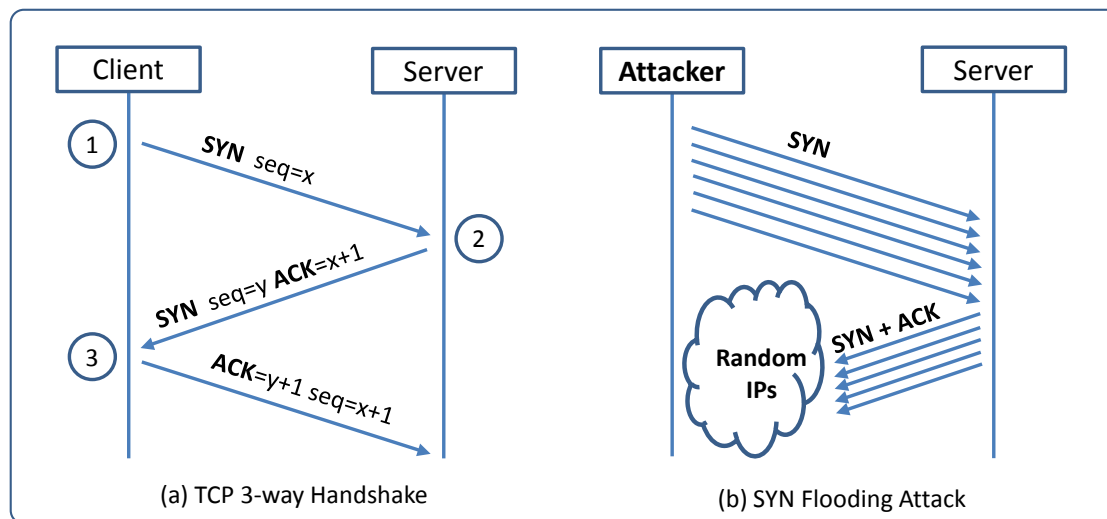 Client
Server
1
SYN seq=x
2
SYN seq=y ACK=x+1
3
ACK=y+1 seq=x+1
(a) TCP 3-way Handshake
Attacker
Server
SYN
SYN + ACK
Random
IPs
(b) SYN Flooding Attack